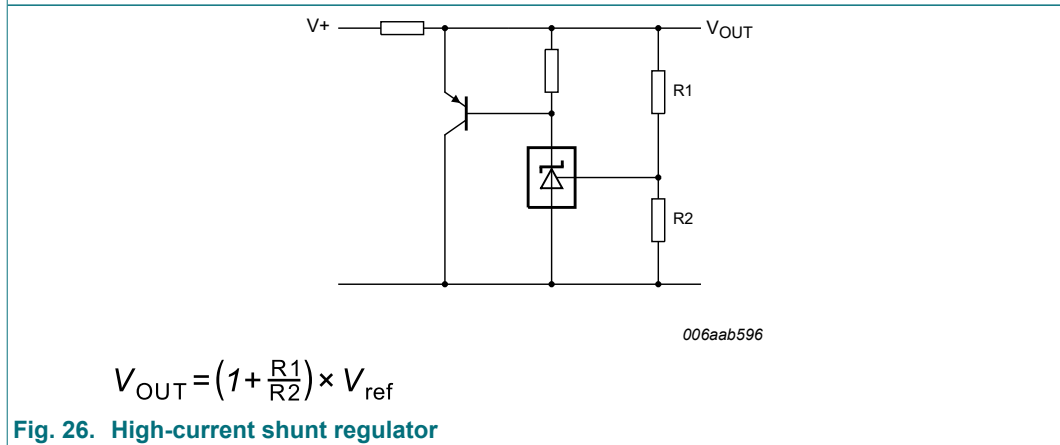 V+
VOUT
R1
R2
006aab596
VOUT = (1 + R1/R2) × Vref
Fig. 26. High-current shunt regulator